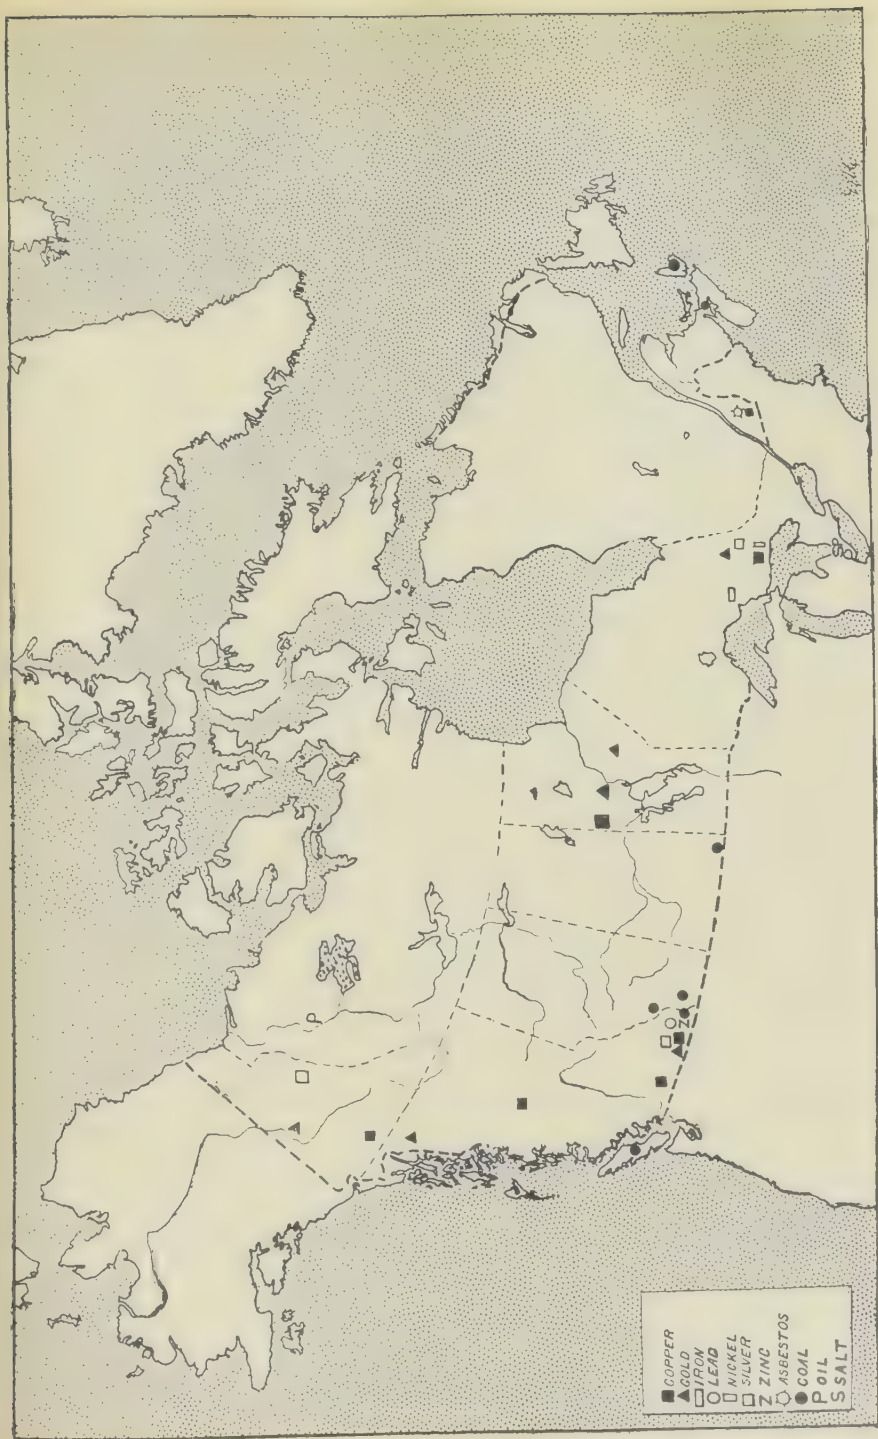 COPPER
GOLD
IRON
LEAD
NICKEL
SILVER
Z ZINC
ASBESTOS
COAL
P OIL
S SALT
P
Z